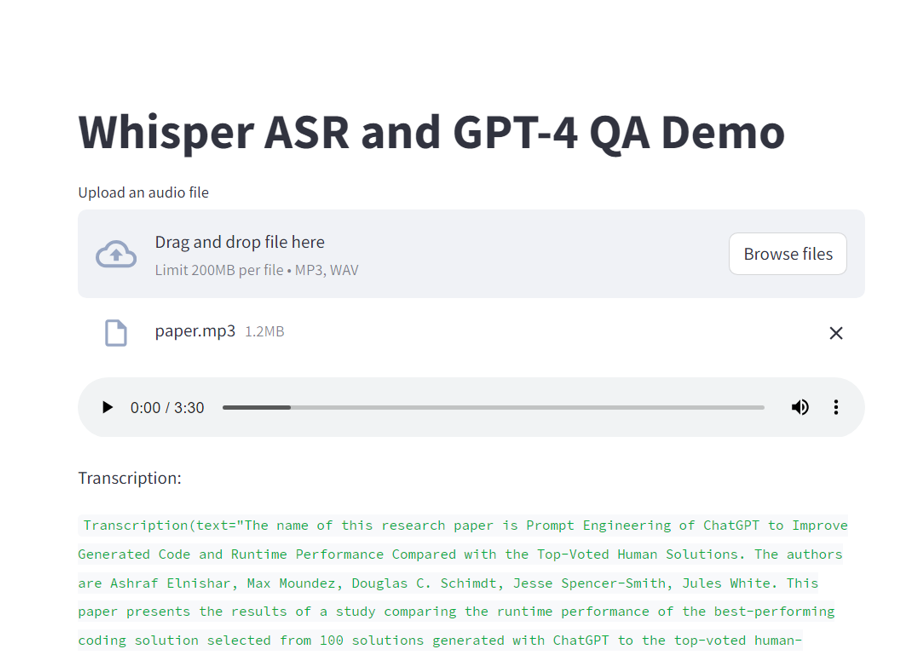 Whisper ASR and GPT-4 QA Demo
Upload an audio file
Drag and drop file here
Limit 200MB per file • MP3, WAV
Browse files
paper.mp3 1.2MB
0:00 / 3:30
Transcription:
Transcription(text="The name of this research paper is Prompt Engineering of ChatGPT to Improve
Generated Code and Runtime Performance Compared with the Top-Voted Human Solutions. The authors
are Ashraf Elnishar, Max Moundez, Douglas C. Schimdt, Jesse Spencer-Smith, Jules White. This
paper presents the results of a study comparing the runtime performance of the best-performing
coding solution selected from 100 solutions generated with ChatGPT to the top-voted human-